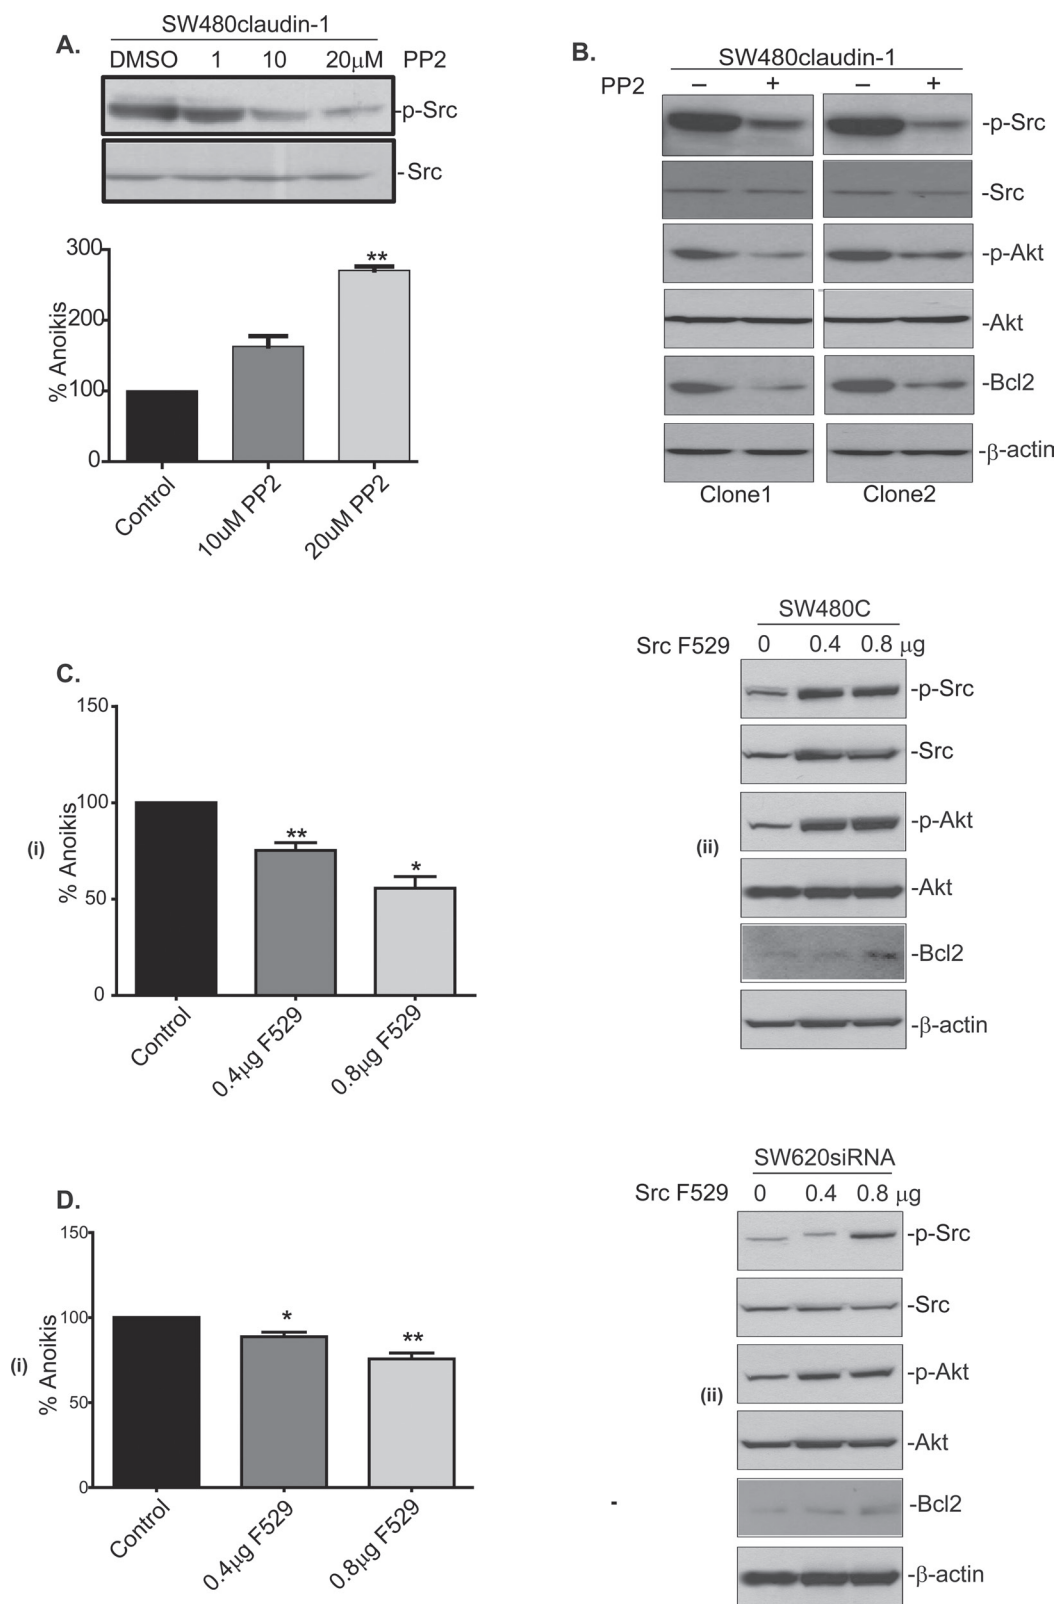 A.
SW480claudin-1
DMSO 1 10 20μM PP2
-p-Src
-Src
300
200
100
0
% Anoikis
**
Control
10uM PP2
20uM PP2
B.
SW480claudin-1
PP2 – + – +
-p-Src
-Src
-p-Akt
-Akt
-Bcl2
-β-actin
Clone1 Clone2
C.
(i)
150
100
50
0
% Anoikis
**
*
Control
0.4μg F529
0.8μg F529
SW480C
Src F529 0 0.4 0.8 μg
(ii)
-p-Src
-Src
-p-Akt
-Akt
-Bcl2
-β-actin
D.
(i)
150
100
50
0
% Anoikis
*
**
Control
0.4μg F529
0.8μg F529
SW620siRNA
Src F529 0 0.4 0.8 μg
(ii)
-p-Src
-Src
-p-Akt
-Akt
-Bcl2
-β-actin
-